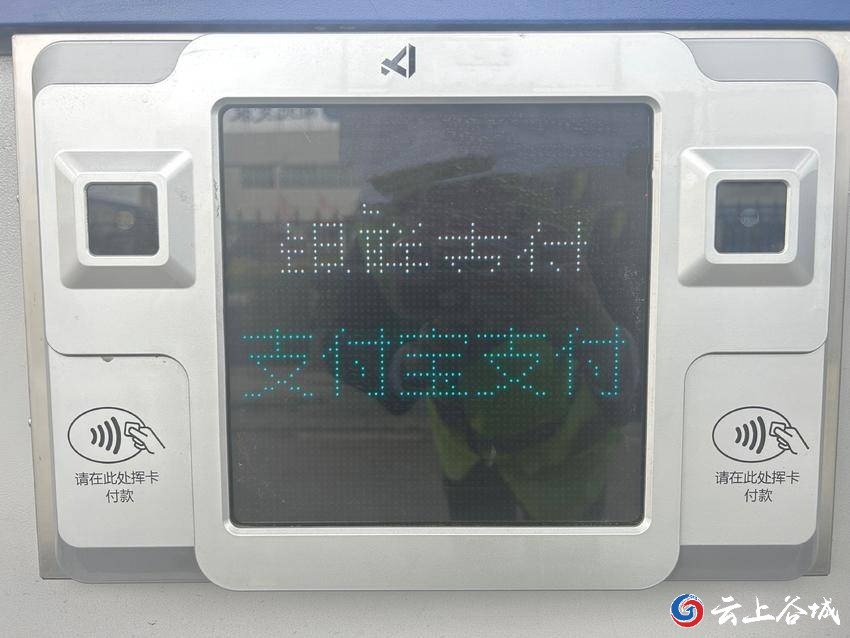 银联支付
支付宝支付
请在此处挥卡
付款
请在此处挥卡
付款
云上谷城